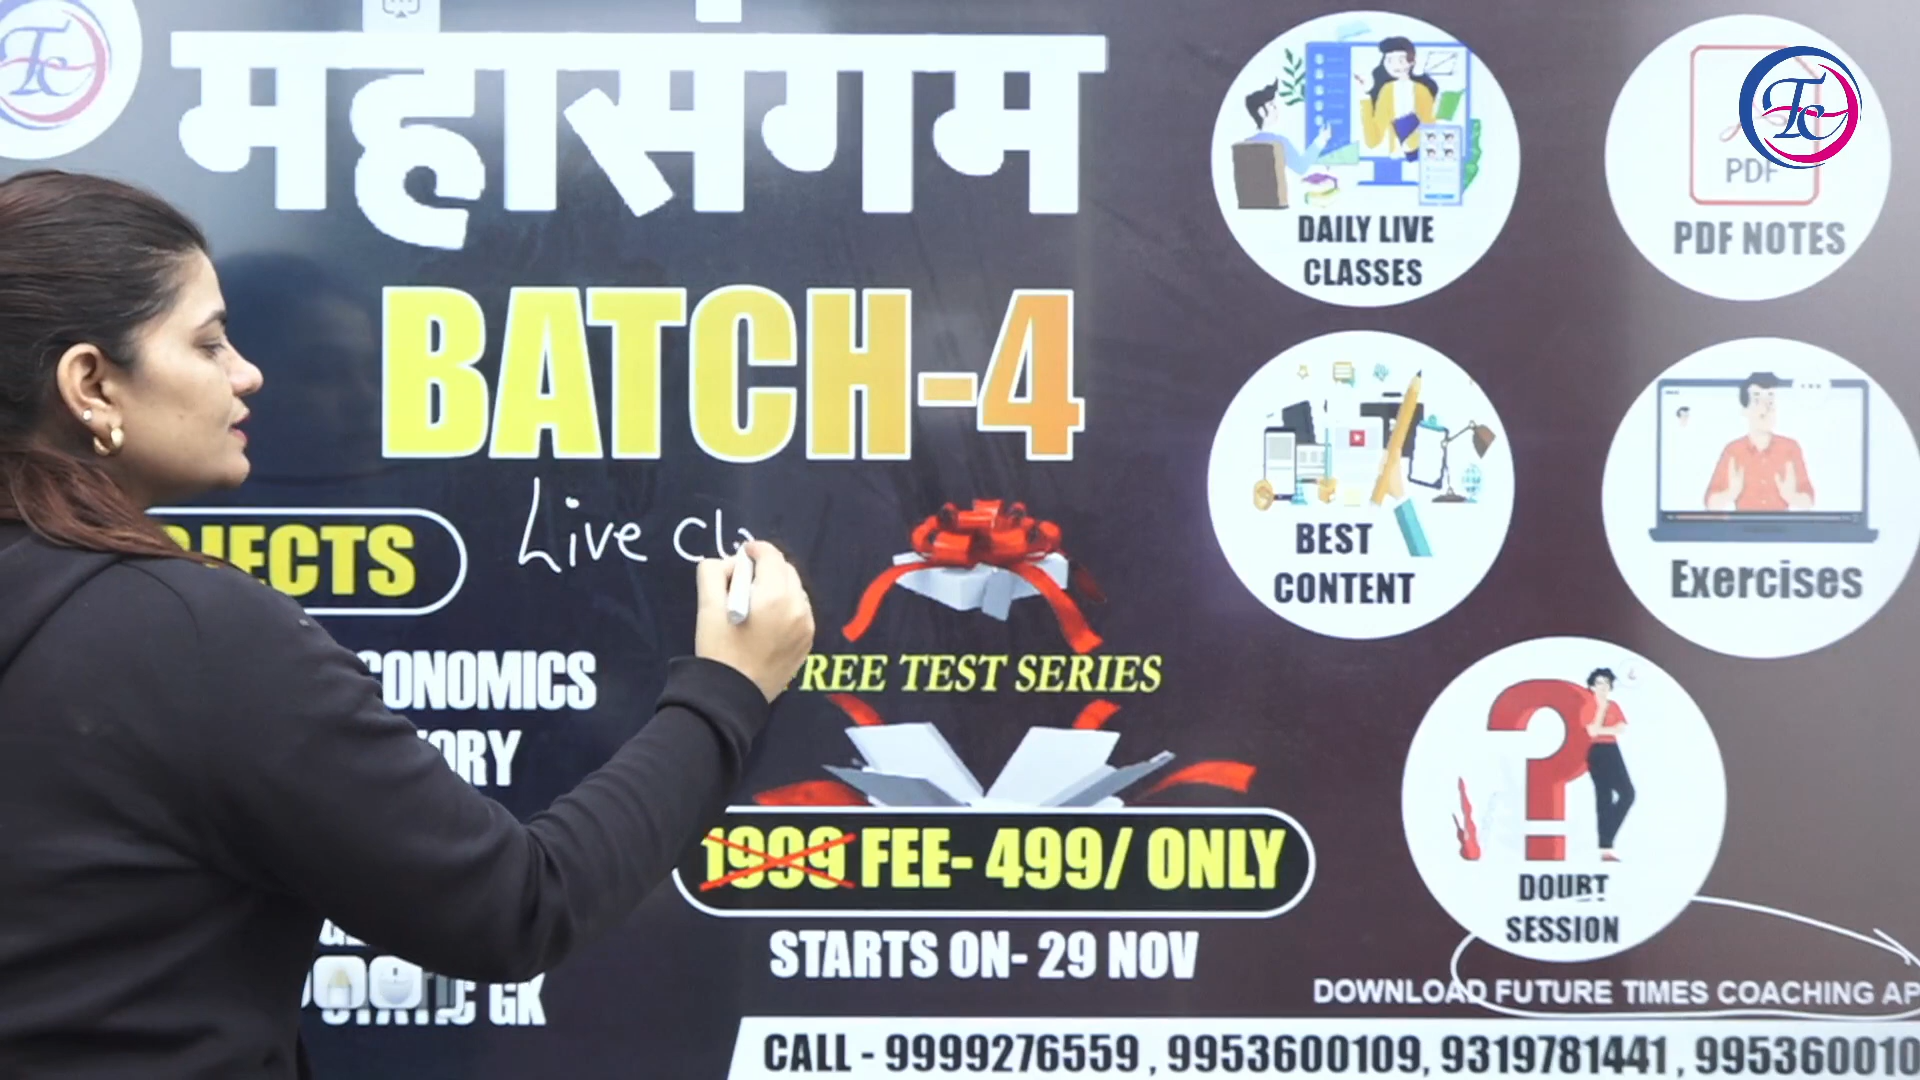 महासंगम
BATCH-4
Live Cl
JECTS
CONOMICS
ORY
FREE TEST SERIES
1999 FEE- 499/ ONLY
STARTS ON- 29 NOV
GK
DAILY LIVE
CLASSES
PDF
PDF NOTES
BEST
CONTENT
Exercises
DOUBT
SESSION
DOWNLOAD FUTURE TIMES COACHING AP
CALL - 9999276559 , 9953600109, 9319781441 , 995360010
Tc
Tc